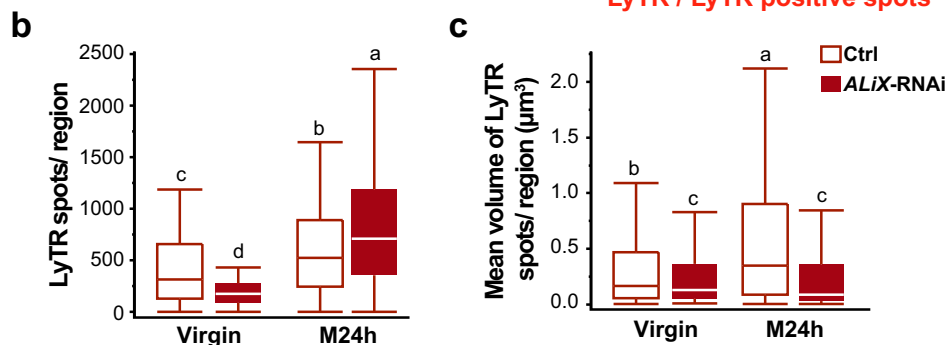 LyTR / LyTR positive spots
b
LyTR spots/ region
2500
2000
1500
1000
500
0
c
d
b
a
Virgin
M24h
c
Mean volume of LyTR
spots/ region (µm³)
2.0
1.5
1.0
0.5
0.0
b
c
a
c
Virgin
M24h
Ctrl
ALiX-RNAi